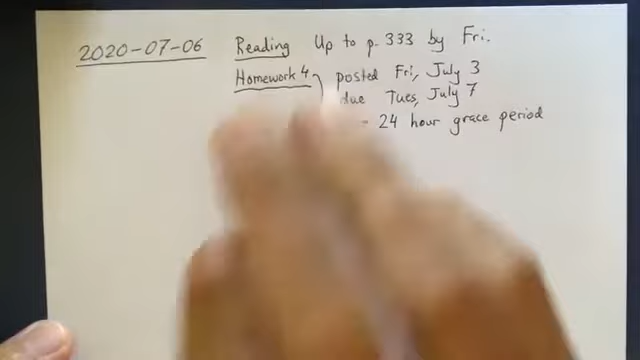 2020-07-06 Reading Up to p. 333 by Fri.
Homework 4 posted Fri, July 3
due Tues, July 7
24 hour grace period